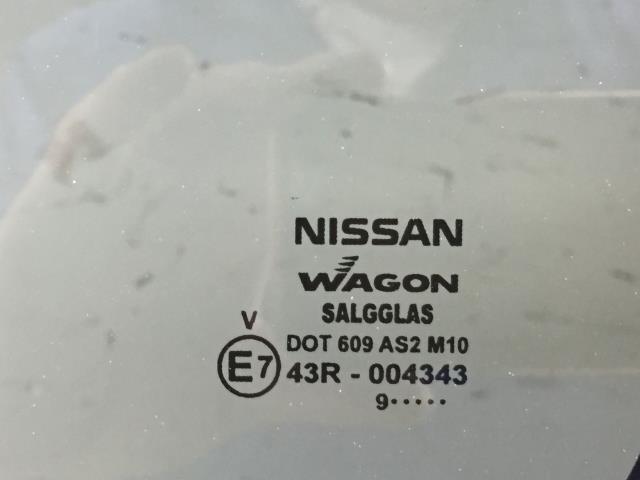 NISSAN
WAGON
SALGGLAS
V
DOT 609 AS2 M10
E7
43R - 004343
9•••••